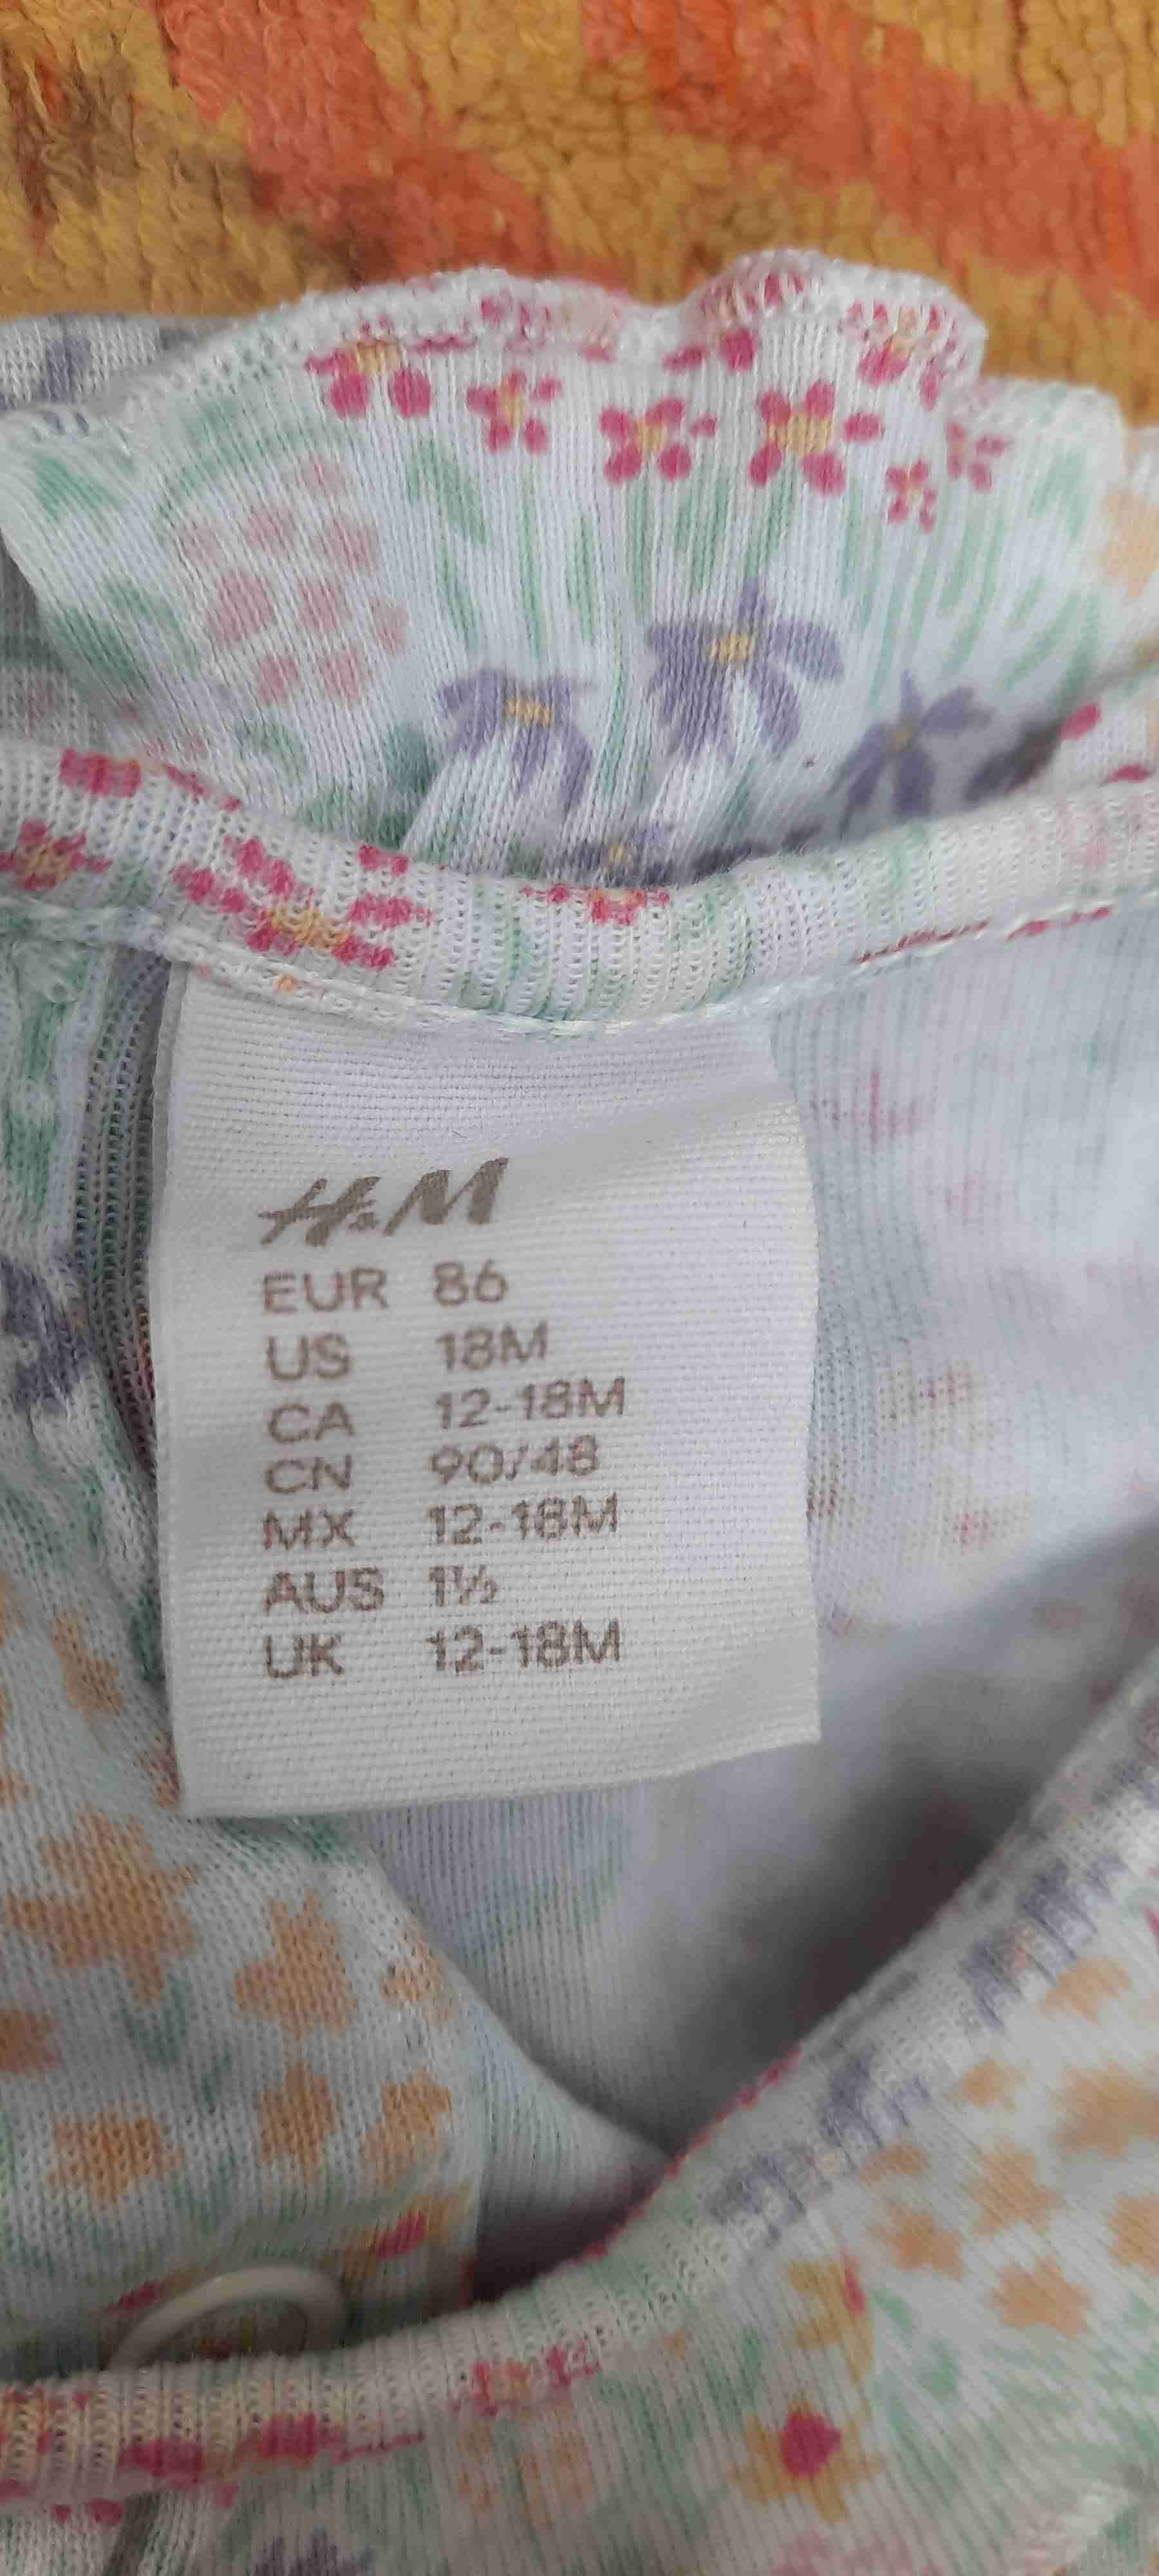 H&M
EUR 86
US 18M
CA 12-18M
CN 90/48
MX 12-18M
AUS 1½
UK 12-18M